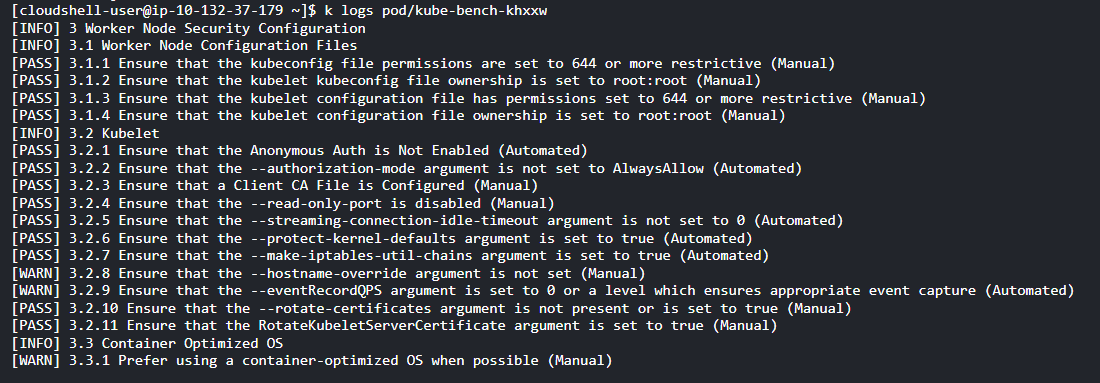 [cloudshell-user@ip-10-132-37-179 ~]$ k logs pod/kube-bench-khxxw
[INFO] 3 Worker Node Security Configuration
[INFO] 3.1 Worker Node Configuration Files
[PASS] 3.1.1 Ensure that the kubeconfig file permissions are set to 644 or more restrictive (Manual)
[PASS] 3.1.2 Ensure that the kubelet kubeconfig file ownership is set to root:root (Manual)
[PASS] 3.1.3 Ensure that the kubelet configuration file has permissions set to 644 or more restrictive (Manual)
[PASS] 3.1.4 Ensure that the kubelet configuration file ownership is set to root:root (Manual)
[INFO] 3.2 Kubelet
[PASS] 3.2.1 Ensure that the Anonymous Auth is Not Enabled (Automated)
[PASS] 3.2.2 Ensure that the --authorization-mode argument is not set to AlwaysAllow (Automated)
[PASS] 3.2.3 Ensure that a Client CA File is Configured (Manual)
[PASS] 3.2.4 Ensure that the --read-only-port is disabled (Manual)
[PASS] 3.2.5 Ensure that the --streaming-connection-idle-timeout argument is not set to 0 (Automated)
[PASS] 3.2.6 Ensure that the --protect-kernel-defaults argument is set to true (Automated)
[PASS] 3.2.7 Ensure that the --make-iptables-util-chains argument is set to true (Automated)
[WARN] 3.2.8 Ensure that the --hostname-override argument is not set (Manual)
[WARN] 3.2.9 Ensure that the --eventRecordQPS argument is set to 0 or a level which ensures appropriate event capture (Automated)
[PASS] 3.2.10 Ensure that the --rotate-certificates argument is not present or is set to true (Manual)
[PASS] 3.2.11 Ensure that the RotateKubeletServerCertificate argument is set to true (Manual)
[INFO] 3.3 Container Optimized OS
[WARN] 3.3.1 Prefer using a container-optimized OS when possible (Manual)